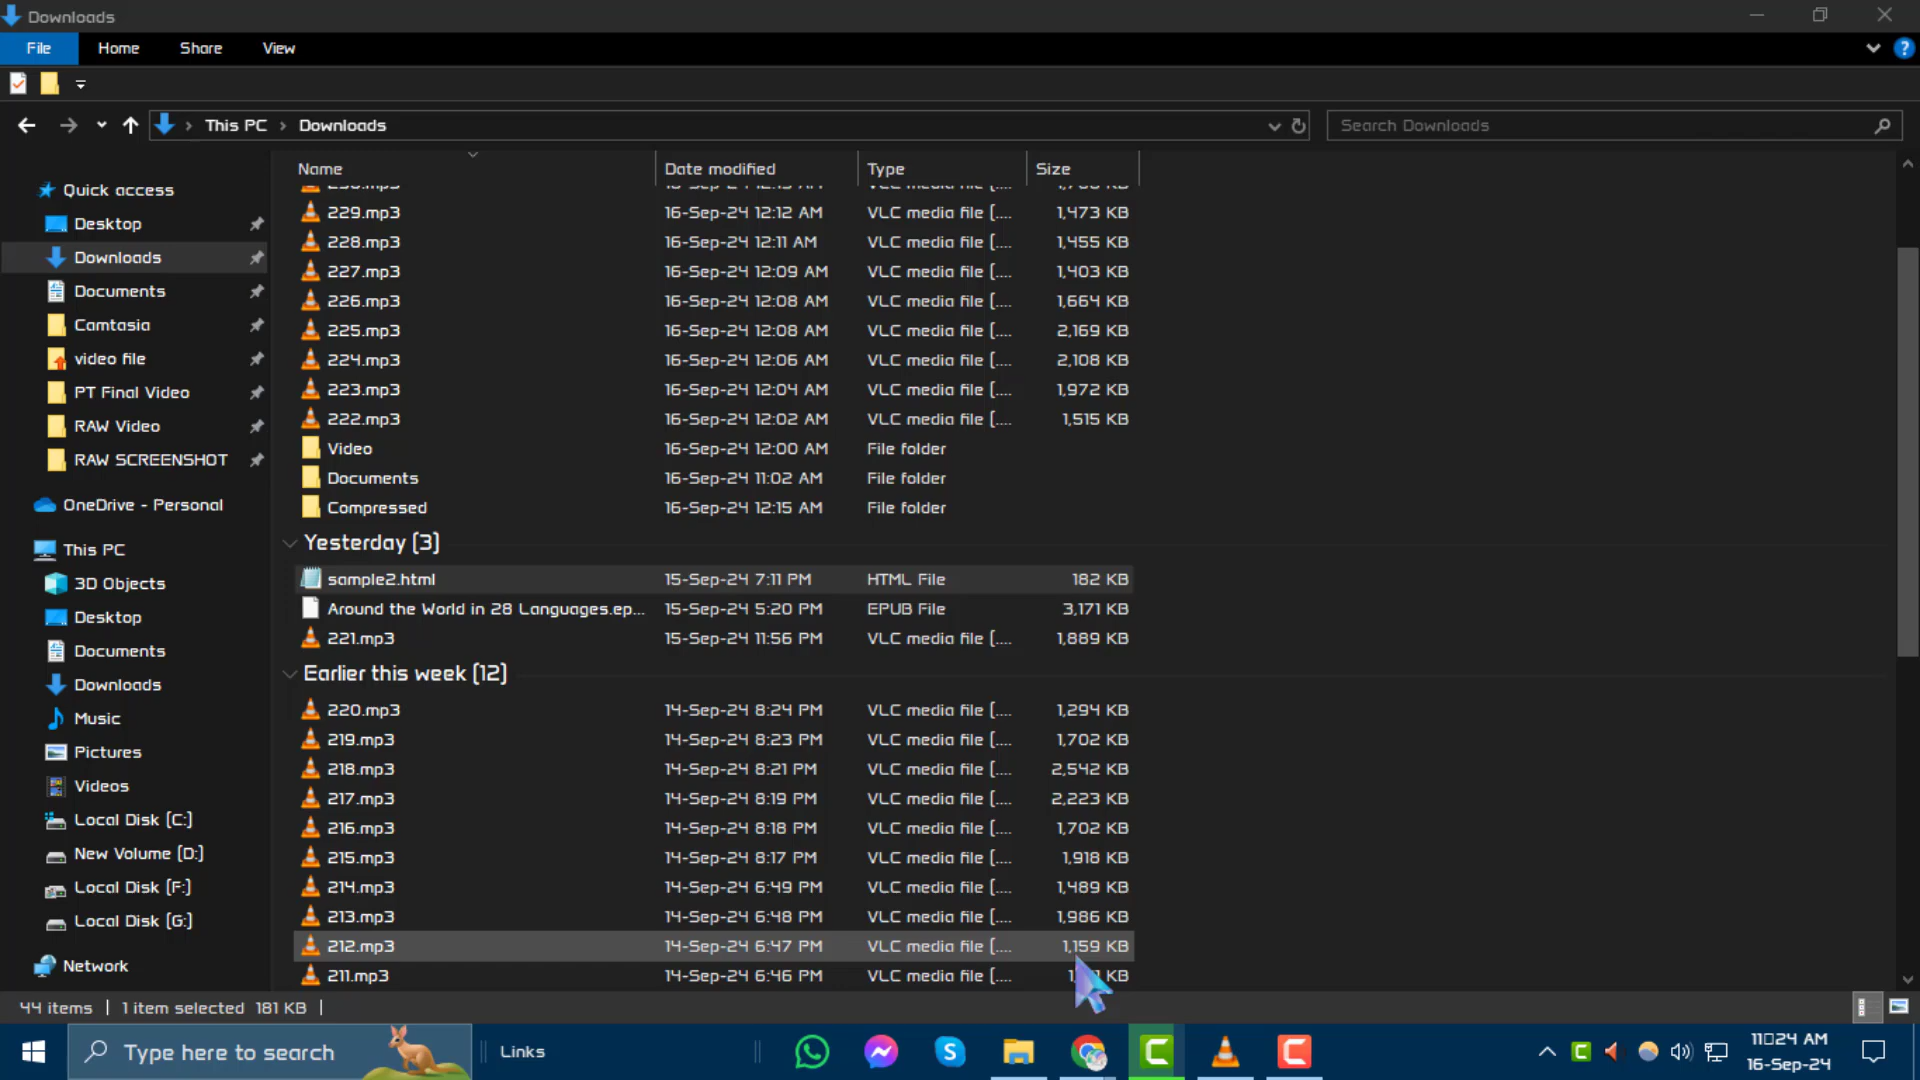 Downloads
File Home Share View
This PC Downloads Search Downloads
Name Date modified Type Size
229.mp3 16-Sep-24 12:12 AM VLC media file (.... 1,473 KB
228.mp3 16-Sep-24 12:11 AM VLC media file (.... 1,455 KB
227.mp3 16-Sep-24 12:09 AM VLC media file (.... 1,403 KB
226.mp3 16-Sep-24 12:08 AM VLC media file (.... 1,664 KB
225.mp3 16-Sep-24 12:08 AM VLC media file (.... 2,169 KB
224.mp3 16-Sep-24 12:06 AM VLC media file (.... 2,108 KB
223.mp3 16-Sep-24 12:04 AM VLC media file (.... 1,972 KB
222.mp3 16-Sep-24 12:02 AM VLC media file (.... 1,515 KB
Video 16-Sep-24 12:00 AM File folder
Documents 16-Sep-24 11:02 AM File folder
Compressed 16-Sep-24 12:15 AM File folder
Yesterday (3)
sample2.html 15-Sep-24 7:11 PM HTML File 182 KB
Around the World in 28 Languages.ep... 15-Sep-24 5:20 PM EPUB File 3,171 KB
221.mp3 15-Sep-24 11:56 PM VLC media file (.... 1,889 KB
Earlier this week (12)
220.mp3 14-Sep-24 8:24 PM VLC media file (.... 1,294 KB
219.mp3 14-Sep-24 8:23 PM VLC media file (.... 1,702 KB
218.mp3 14-Sep-24 8:21 PM VLC media file (.... 2,542 KB
217.mp3 14-Sep-24 8:19 PM VLC media file (.... 2,223 KB
216.mp3 14-Sep-24 8:18 PM VLC media file (.... 1,702 KB
215.mp3 14-Sep-24 8:17 PM VLC media file (.... 1,918 KB
214.mp3 14-Sep-24 6:49 PM VLC media file (.... 1,489 KB
213.mp3 14-Sep-24 6:48 PM VLC media file (.... 1,986 KB
212.mp3 14-Sep-24 6:47 PM VLC media file (.... 1,159 KB
211.mp3 14-Sep-24 6:46 PM VLC media file (.... KB
Quick access
Desktop
Downloads
Documents
Camtasia
video file
PT Final Video
RAW Video
RAW SCREENSHOT
OneDrive - Personal
This PC
3D Objects
Desktop
Documents
Downloads
Music
Pictures
Videos
Local Disk (C:)
New Volume (D:)
Local Disk (F:)
Local Disk (G:)
Network
44 items 1 item selected 181 KB
Type here to search Links
11□24 AM
16-Sep-24